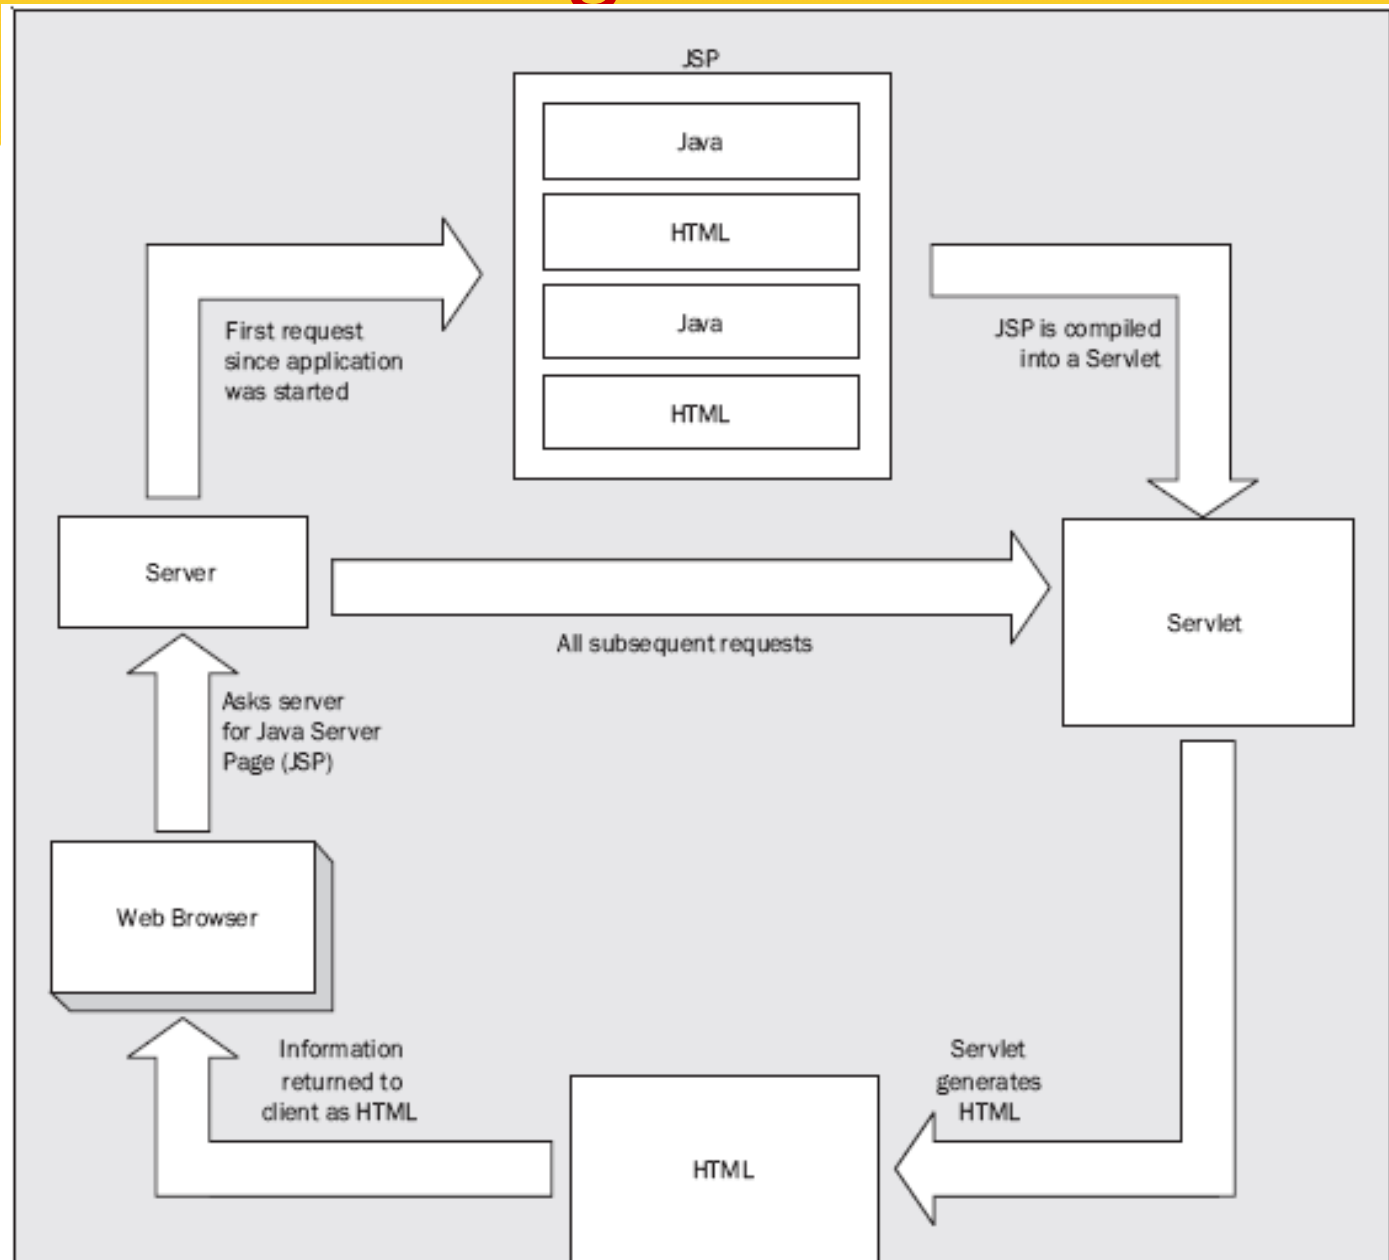 JSP
Java
HTML
Java
HTML
First request
since application
was started
JSP is compiled
into a Servlet
Server
All subsequent requests
Servlet
Asks server
for Java Server
Page (JSP)
Web Browser
Information
returned to
client as HTML
Servlet
generates
HTML
HTML